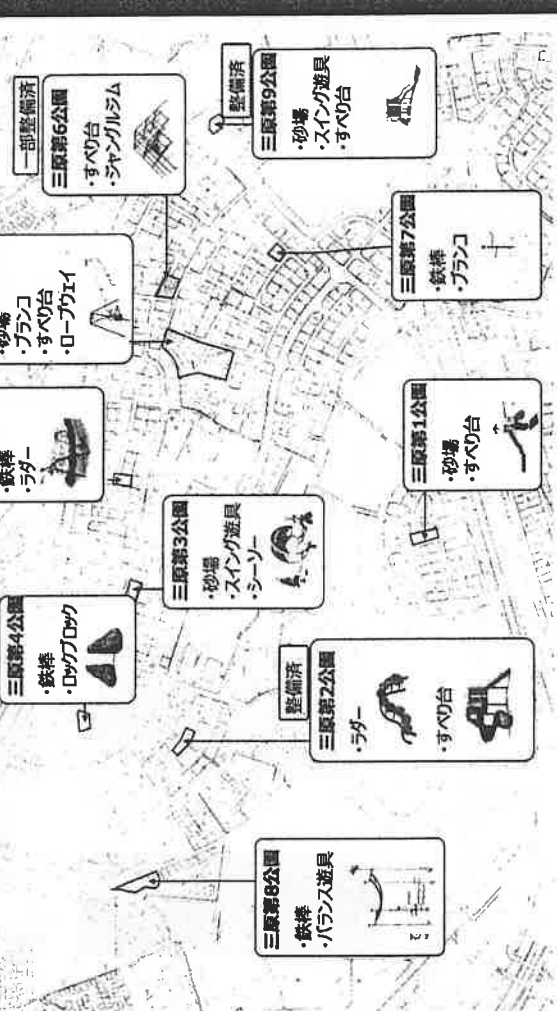 三原第8公園
・鉄棒
・バランス遊具
整備済
三原第2公園
・ラダー
・すべり台
三原第4公園
・鉄棒
・ロックブロック
三原第3公園
・砂場
・スイング遊具
・シーソー
・鉄棒
・ラダー
三原第1公園
・砂場
・すべり台
・砂場
・ブランコ
・すべり台
・ロープウェイ
一部整備済
三原第6公園
・すべり台
・ジャングルジム
三原第7公園
・鉄棒
・ブランコ
整備済
三原第9公園
・砂場
・スイング遊具
・すべり台